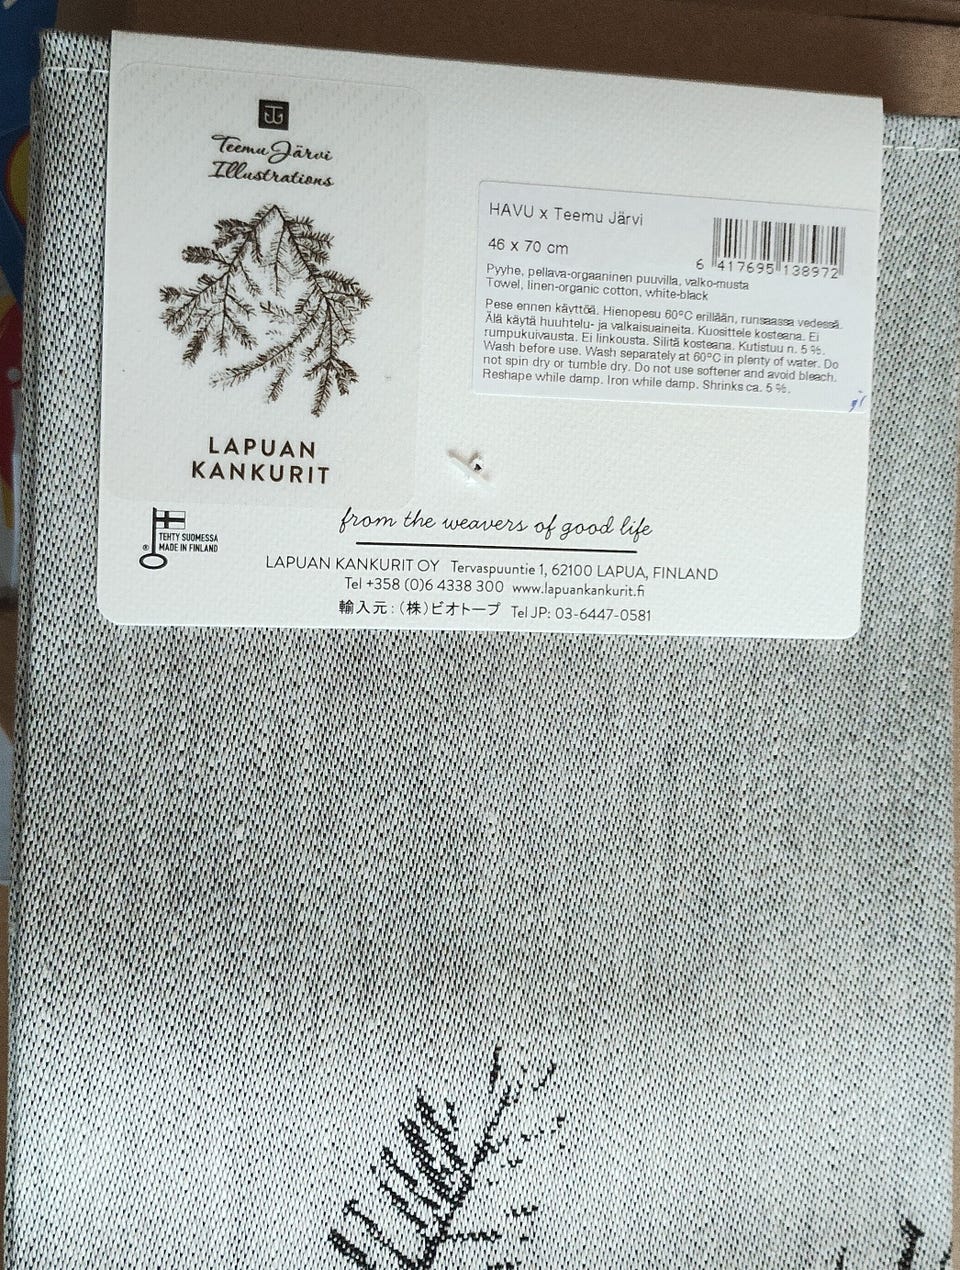 Teemu Järvi
Illustrations
LAPUAN
KANKURIT
HAVU x Teemu Järvi
46 x 70 cm
6 417695 138972
Pyyhe, pellava-orgaaninen puuvilla, valko-musta
Towel, linen-organic cotton, white-black
Pese ennen käyttöä. Hienopesu 60°C erillään, runsaassa vedessä.
Älä käytä huuhtelu- ja valkaisuaineita. Kuosittele kosteana. Ei
rumpukuivausta. Ei linkousta. Silitä kosteana. Kutistuu n. 5 %.
Wash before use. Wash separately at 60°C in plenty of water. Do
not spin dry or tumble dry. Do not use softener and avoid bleach.
Reshape while damp. Iron while damp. Shrinks ca. 5 %.
from the weavers of good life
® TEHTY SUOMESSA
MADE IN FINLAND
LAPUAN KANKURIT OY Tervaspuuntie 1, 62100 LAPUA, FINLAND
Tel +358 (0)6 4338 300 www.lapuankankurit.fi
輸入元:(株)ビオトープ Tel JP: 03-6447-0581